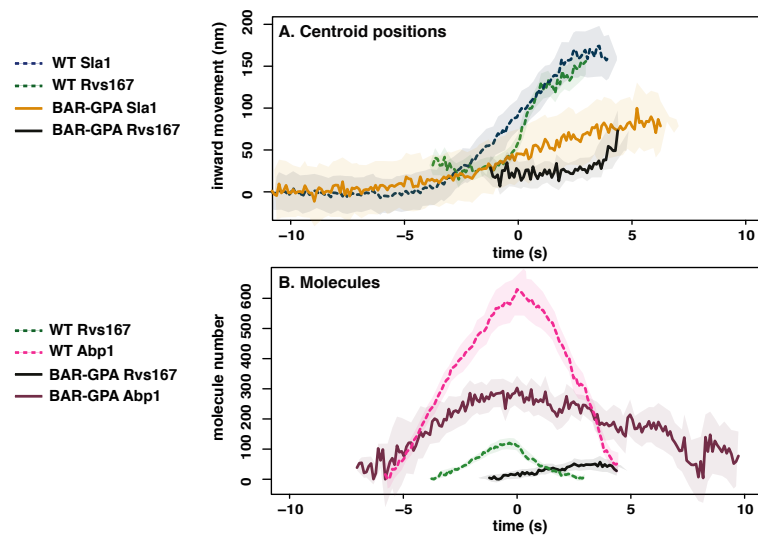 A. Centroid positions
WT Sla1
WT Rvs167
BAR-GPA Sla1
BAR-GPA Rvs167
inward movement (nm)
200
150
100
50
0
−10
−5
0
5
10
time (s)
B. Molecules
WT Rvs167
WT Abp1
BAR-GPA Rvs167
BAR-GPA Abp1
molecule number
0 100 200 300 400 500 600
−10
−5
0
5
10
time (s)